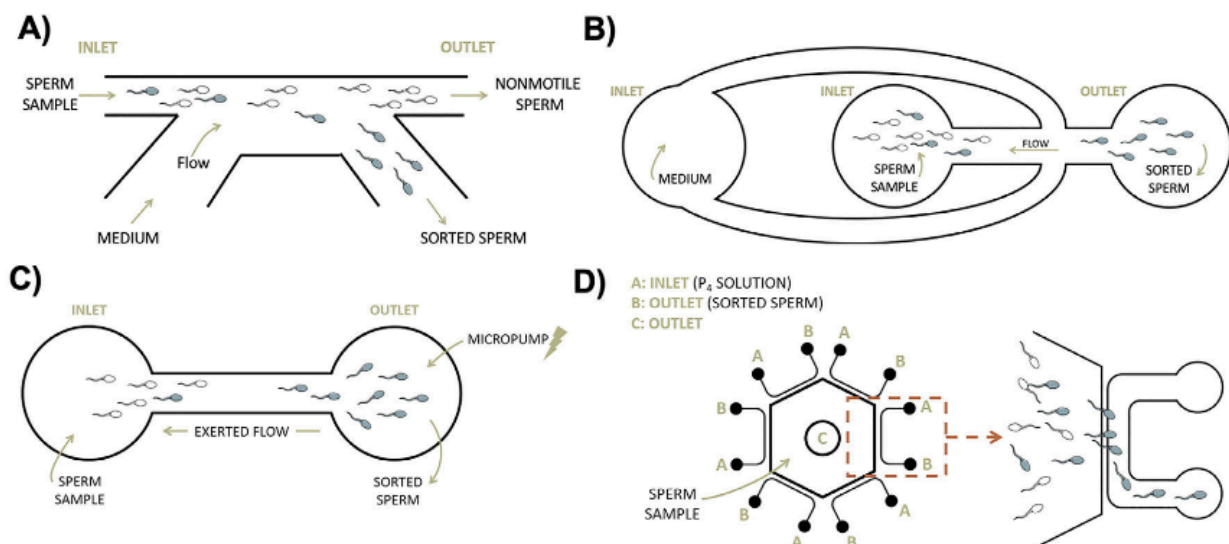 A)
INLET
OUTLET
SPERM
SAMPLE
NONMOTILE
SPERM
Flow
MEDIUM
SORTED SPERM
B)
INLET
INLET
OUTLET
MEDIUM
SPERM
SAMPLE
FLOW
SORTED
SPERM
C)
INLET
OUTLET
MICROPUMP
EXERTED FLOW
SPERM
SAMPLE
SORTED
SPERM
D)
A: INLET (P₄ SOLUTION)
B: OUTLET (SORTED SPERM)
C: OUTLET
B
A
A
B
B
A
C
A
B
B
A
A
B
SPERM
SAMPLE